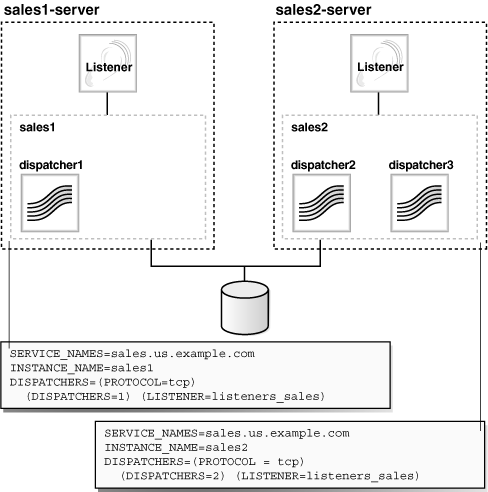 sales1-server
sales2-server
Listener
Listener
sales1
sales2
dispatcher1
dispatcher2
dispatcher3
SERVICE_NAMES=sales.us.example.com
INSTANCE_NAME=sales1
DISPATCHERS=(PROTOCOL=tcp)
(DISPATCHERS=1) (LISTENER=listeners_sales)
SERVICE_NAMES=sales.us.example.com
INSTANCE_NAME=sales2
DISPATCHERS=(PROTOCOL = tcp)
(DISPATCHERS=2) (LISTENER=listeners_sales)